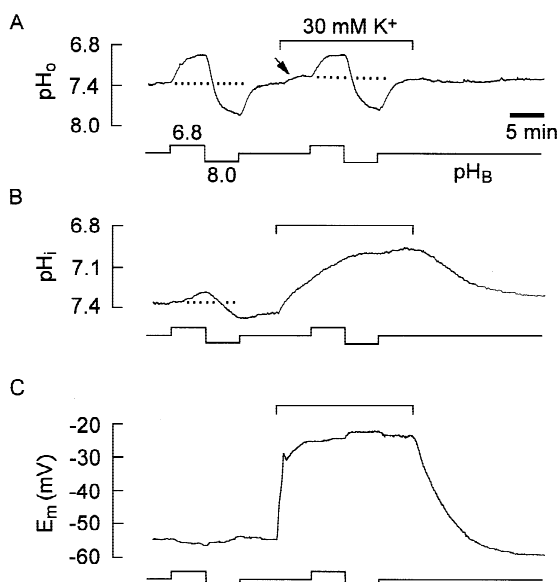 A
30 mM K⁺
6.8
7.4
8.0
pHₒ
6.8
8.0
5 min
pH_B
B
6.8
7.1
7.4
pHᵢ
C
-20
-30
-40
-50
-60
Eₘ (mV)